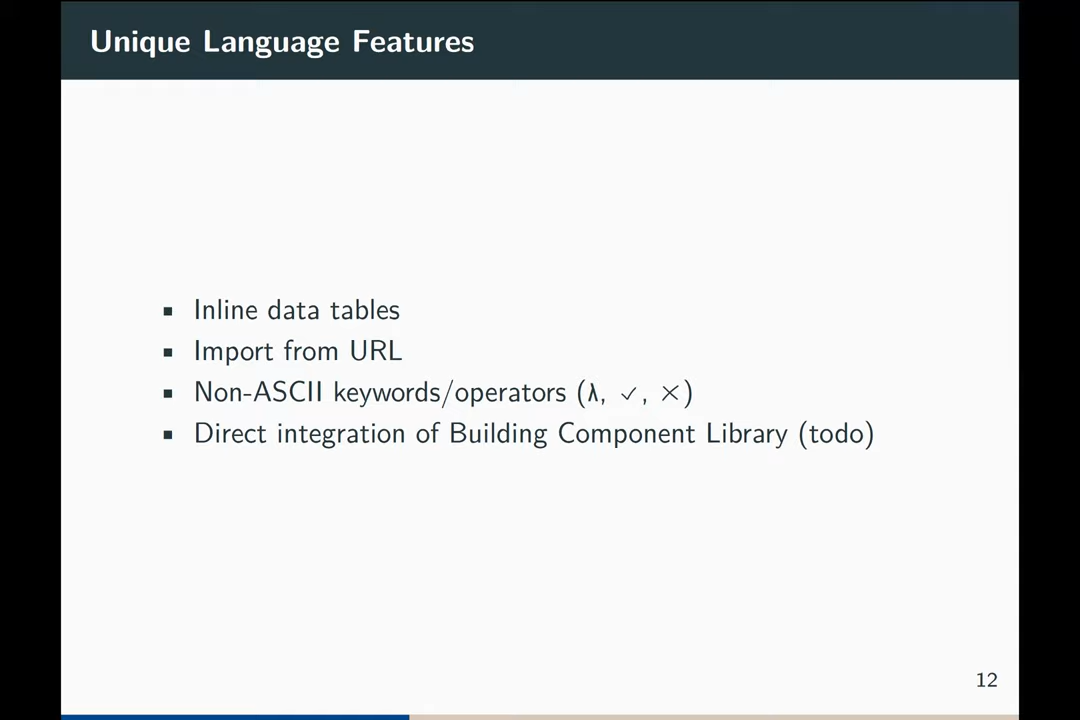 Unique Language Features
▪ Inline data tables
▪ Import from URL
▪ Non-ASCII keywords/operators (λ, ✓, ×)
▪ Direct integration of Building Component Library (todo)
12